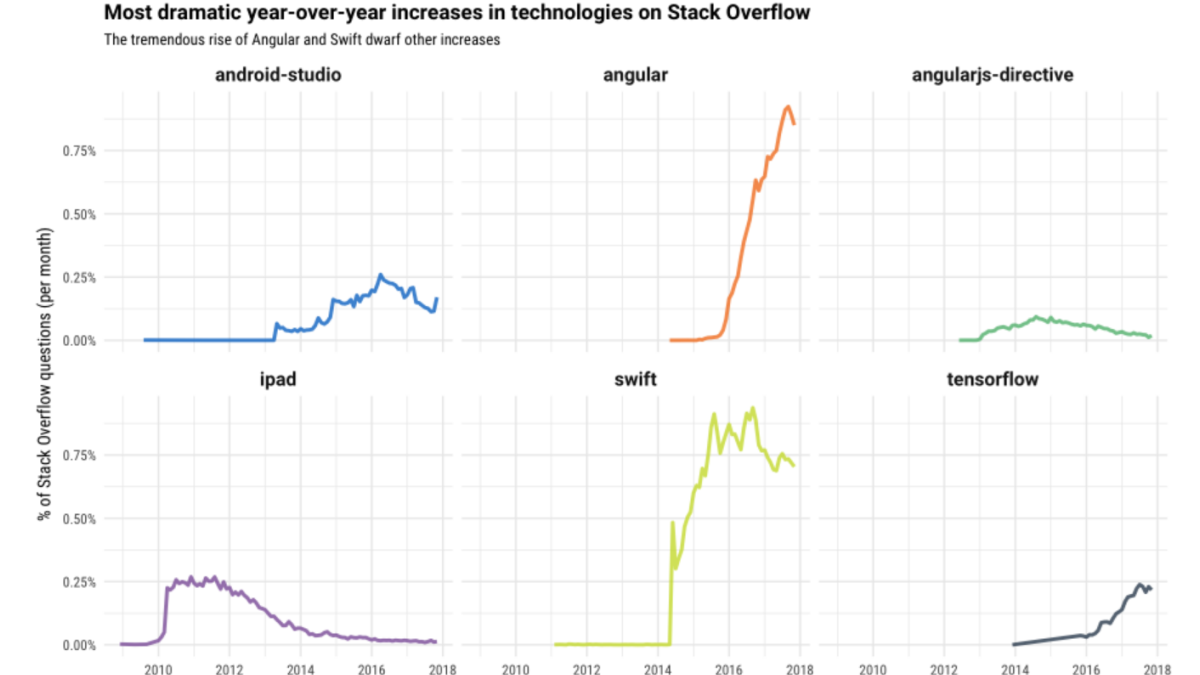 Most dramatic year-over-year increases in technologies on Stack Overflow
The tremendous rise of Angular and Swift dwarf other increases
android-studio angular angularjs-directive
0.75%
0.50%
0.25%
0.00%
% of Stack Overflow questions (per month)
ipad swift tensorflow
0.75%
0.50%
0.25%
0.00%
2010 2012 2014 2016 2018 2010 2012 2014 2016 2018 2010 2012 2014 2016 2018